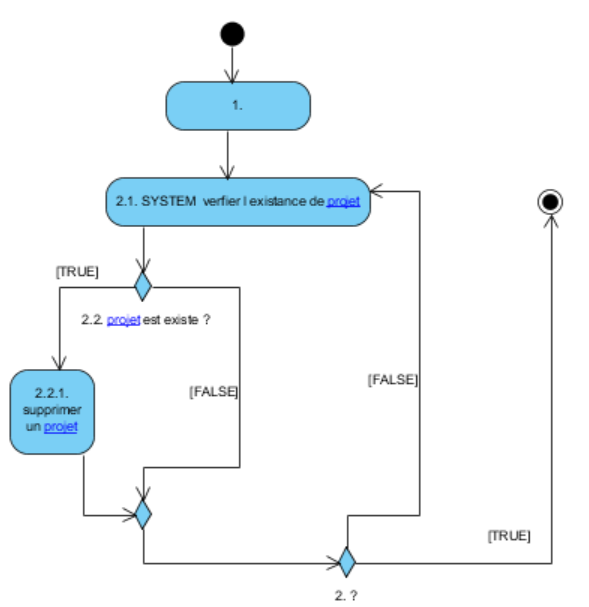 1.
2.1. SYSTEM verfier l existance de projet
[TRUE]
2.2. projet est existe ?
[FALSE]
[FALSE]
2.2.1.
supprimer
un projet
[TRUE]
2. ?